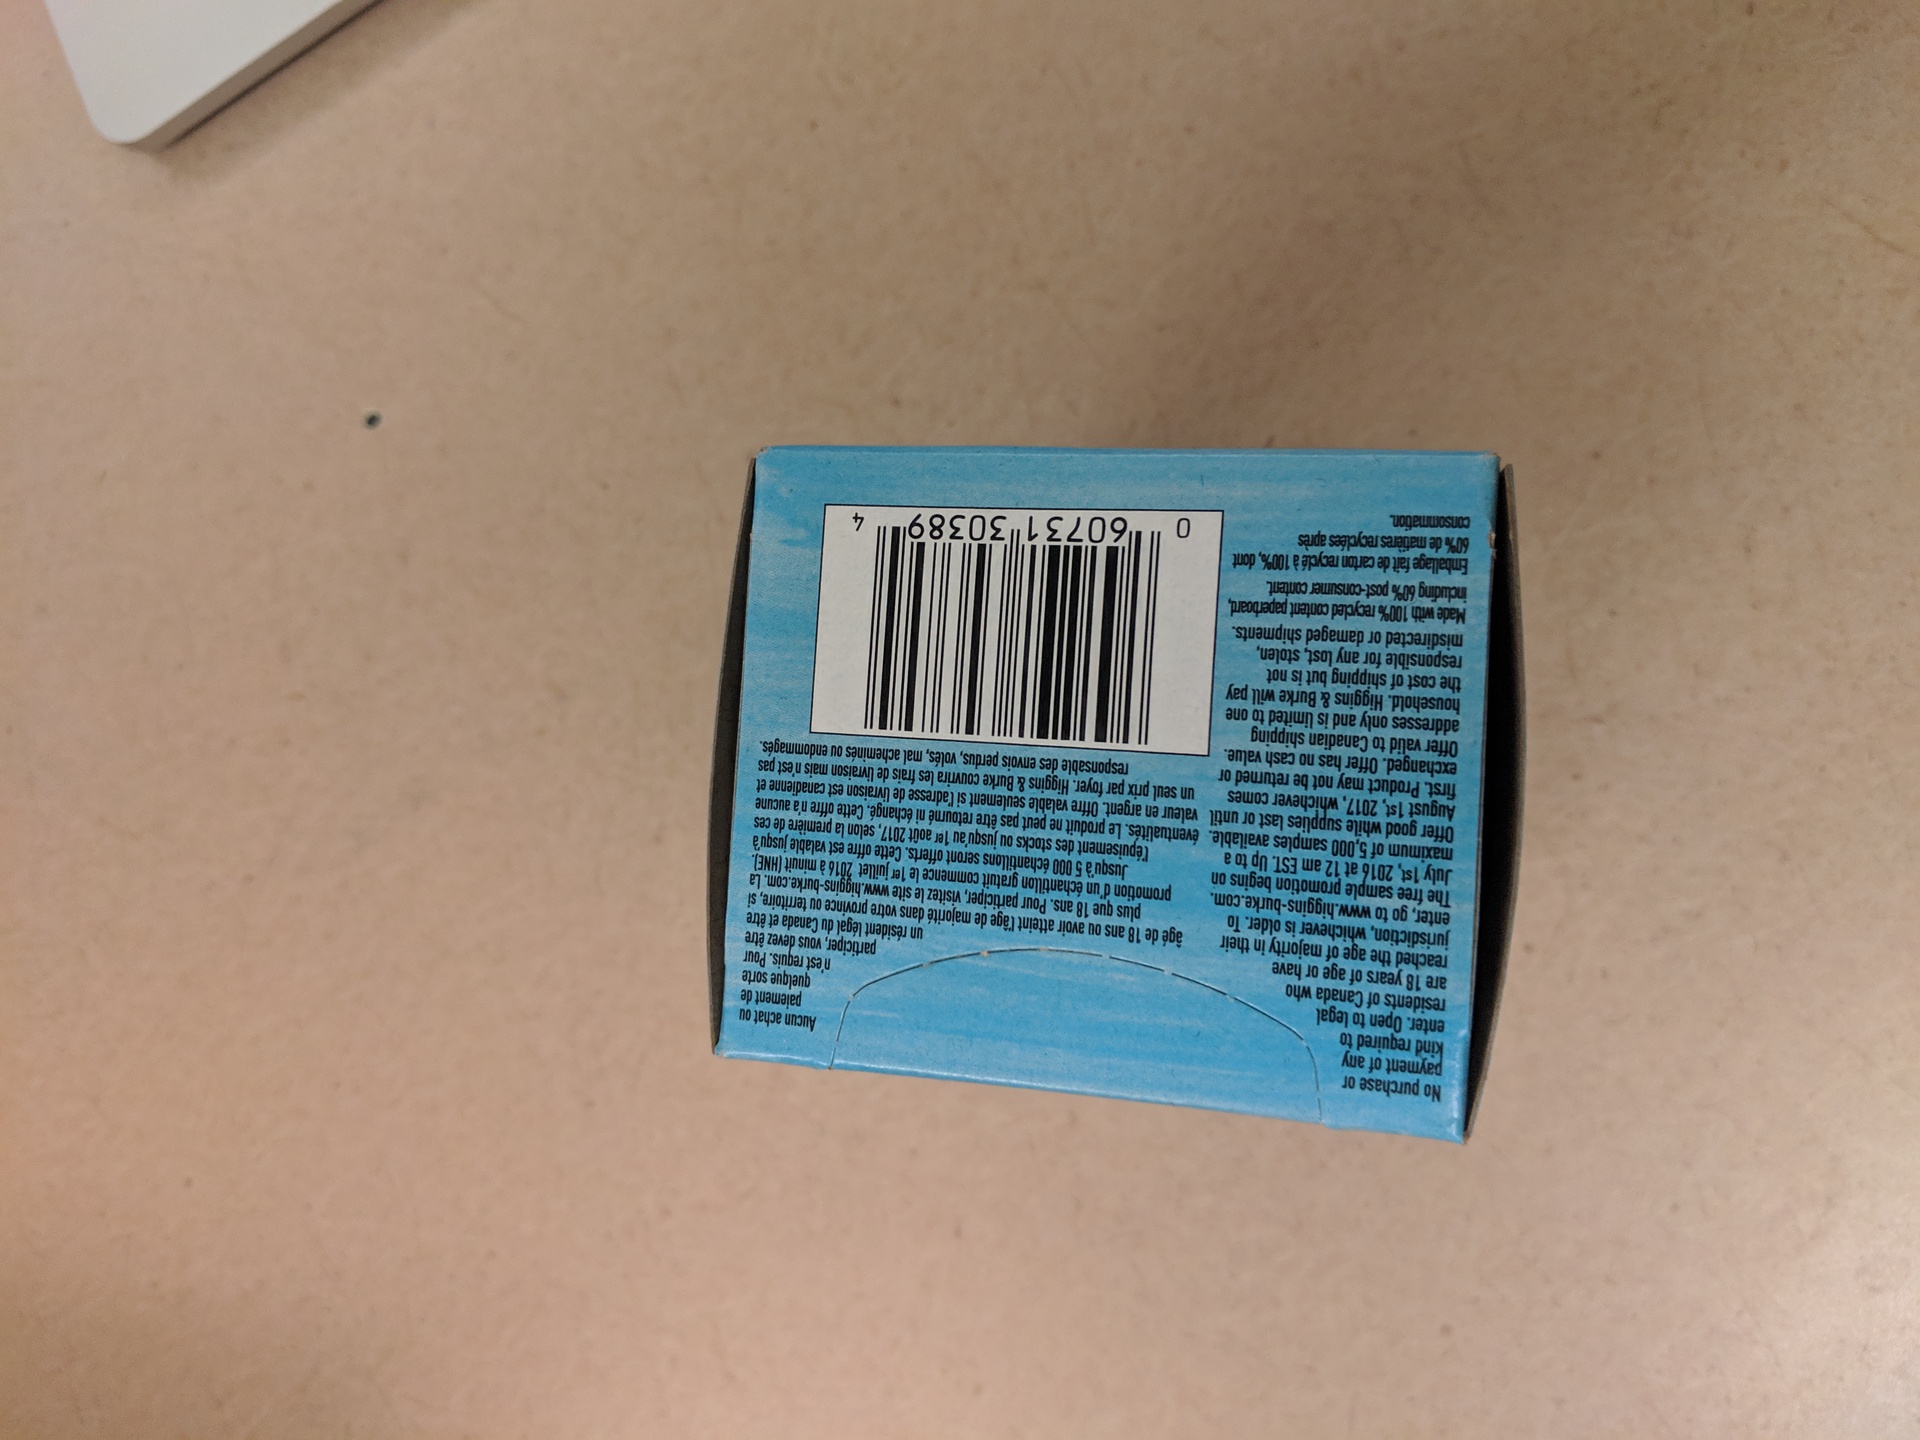 No purchase or
payment of any
kind required to
enter. Open to legal
residents of Canada who
are 18 years of age or have
reached the age of majority in their
jurisdiction, whichever is older. To
enter, go to www.higgins-burke.com.
The free sample promotion begins on
July 1st, 2016 at 12 am EST. Up to a
maximum of 5,000 samples available.
Offer good while supplies last or until
August 1st, 2017, whichever comes
first. Product may not be returned or
exchanged. Offer has no cash value.
Offer valid to Canadian shipping
addresses only and is limited to one
household. Higgins & Burke will pay
the cost of shipping but is not
responsible for any lost, stolen,
misdirected or damaged shipments.
Made with 100% recycled content paperboard,
including 60% post-consumer content.
Emballage fait de carton recyclé à 100%, dont
60% de matières recyclées après
consommation.
Aucun achat ou
paiement de
quelque sorte
n'est requis. Pour
participer, vous devez être
un résident légal du Canada et être
âgé de 18 ans ou avoir atteint l'âge de majorité dans votre province ou territoire, si
plus que 18 ans. Pour participer, visitez le site www.higgins-burke.com. La
promotion d'un échantillon gratuit commence le 1er juillet 2016 à minuit (HNE).
Jusqu'à 5 000 échantillons seront offerts. Cette offre est valable jusqu'à
l'épuisement des stocks ou jusqu'au 1er août 2017, selon la première de ces
éventualités. Le produit ne peut pas être retourné ni échangé. Cette offre n'a aucune
valeur en argent. Offre valable seulement si l'adresse de livraison est canadienne et
un seul prix par foyer. Higgins & Burke couvrira les frais de livraison mais n'est pas
responsable des envois perdus, volés, mal acheminés ou endommagés.
0 60731 30389 4